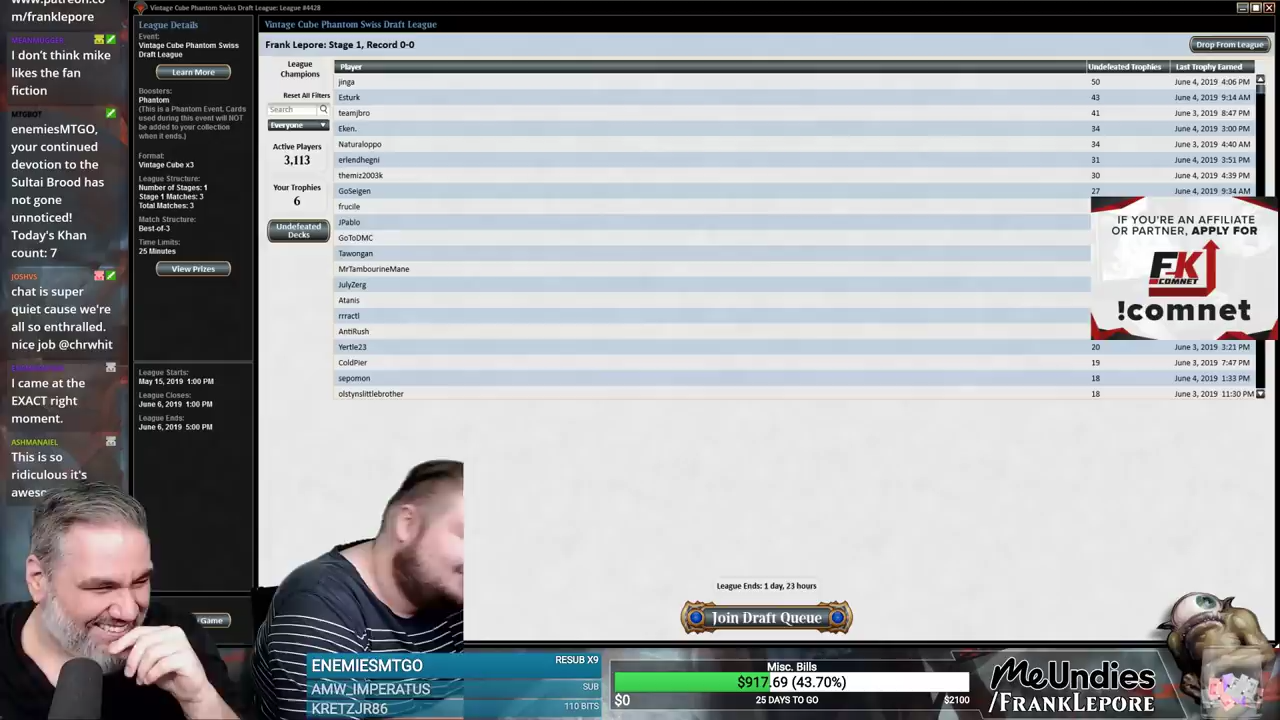 www.patreon.co
m/franklepore
MEANMUGGER
I don't think mike
likes the fan
fiction
MTGBOT
enemiesMTGO,
your continued
devotion to the
Sultai Brood has
not gone
unnoticed!
Today's Khan
count: 7
JOSHVS
chat is super
quiet cause we're
all so enthralled.
nice job @chrwhit
I came at the
EXACT right
moment.
ASHMANAIEL
This is so
ridiculous it's
Vintage Cube Phantom Swiss Draft League: League #4428
League Details
Event:
Vintage Cube Phantom Swiss
Draft League
Learn More
Boosters:
Phantom
(This is a Phantom Event. Cards
used during this event will NOT
be added to your collection
when it ends.)
Format:
Vintage Cube x3
League Structure:
Number of Stages: 1
Stage 1 Matches: 3
Total Matches: 3
Match Structure:
Best-of-3
Time Limits:
25 Minutes
View Prizes
League Starts:
May 15, 2019 1:00 PM
League Closes:
June 6, 2019 1:00 PM
League Ends:
June 6, 2019 5:00 PM
Game
Vintage Cube Phantom Swiss Draft League
Frank Lepore: Stage 1, Record 0-0
Drop From League
League
Champions
Reset All Filters
Search
Everyone
Active Players
3,113
Your Trophies
6
Undefeated
Decks
Player Undefeated Trophies Last Trophy Earned
jinga 50 June 4, 2019 4:06 PM
Esturk 43 June 4, 2019 9:14 AM
teamjbro 41 June 3, 2019 8:47 PM
Eken. 34 June 4, 2019 3:00 PM
Naturaloppo 34 June 3, 2019 4:40 AM
erlendhegni 31 June 4, 2019 3:51 PM
themiz2003k 30 June 4, 2019 4:39 PM
GoSeigen 27 June 4, 2019 9:34 AM
frucile
JPablo
GoToDMC
Tawongan
MrTambourineMane
JulyZerg
Atanis
rrractl
AntiRush
Yertle23 20 June 3, 2019 3:21 PM
ColdPier 19 June 3, 2019 7:47 PM
sepomon 18 June 4, 2019 1:33 PM
olstynslittlebrother 18 June 3, 2019 11:30 PM
IF YOU'RE AN AFFILIATE
OR PARTNER, APPLY FOR
COMNET
!comnet
League Ends: 1 day, 23 hours
Join Draft Queue
ENEMIESMTGO RESUB X9
AMW_IMPERATUS SUB
KRETZJR86 110 BITS
Misc. Bills
$917.69 (43.70%)
$0 25 DAYS TO GO $2100
MeUndies
/FRANKLEPORE